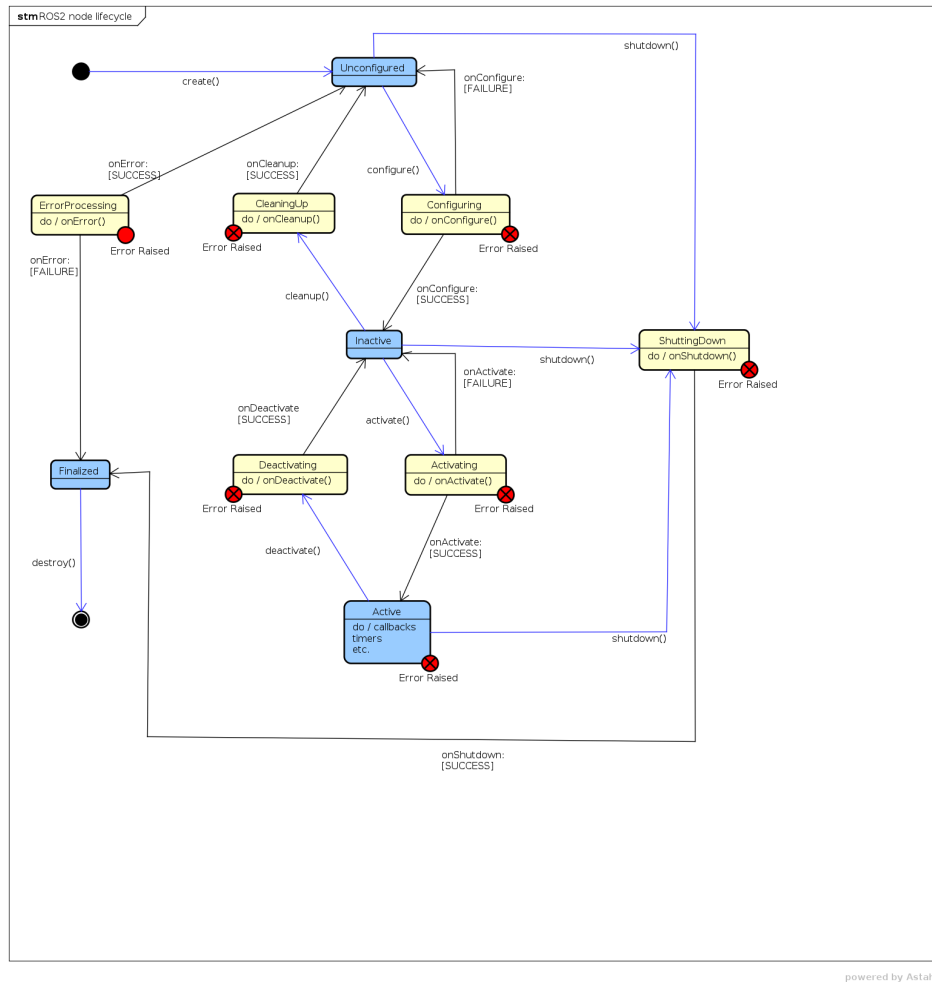 stm ROS2 node lifecycle
shutdown()
Unconfigured
create()
onConfigure:
[FAILURE]
onError:
[SUCCESS]
onCleanup:
[SUCCESS]
configure()
ErrorProcessing
do / onError()
Error Raised
CleaningUp
do / onCleanup()
Error Raised
Configuring
do / onConfigure()
Error Raised
onError:
[FAILURE]
cleanup()
onConfigure:
[SUCCESS]
Inactive
shutdown()
ShuttingDown
do / onShutdown()
Error Raised
onActivate:
[FAILURE]
onDeactivate
[SUCCESS]
activate()
Finalized
Deactivating
do / onDeactivate()
Error Raised
Activating
do / onActivate()
Error Raised
destroy()
deactivate()
onActivate:
[SUCCESS]
Active
do / callbacks
timers
etc.
Error Raised
shutdown()
onShutdown:
[SUCCESS]
powered by Astah